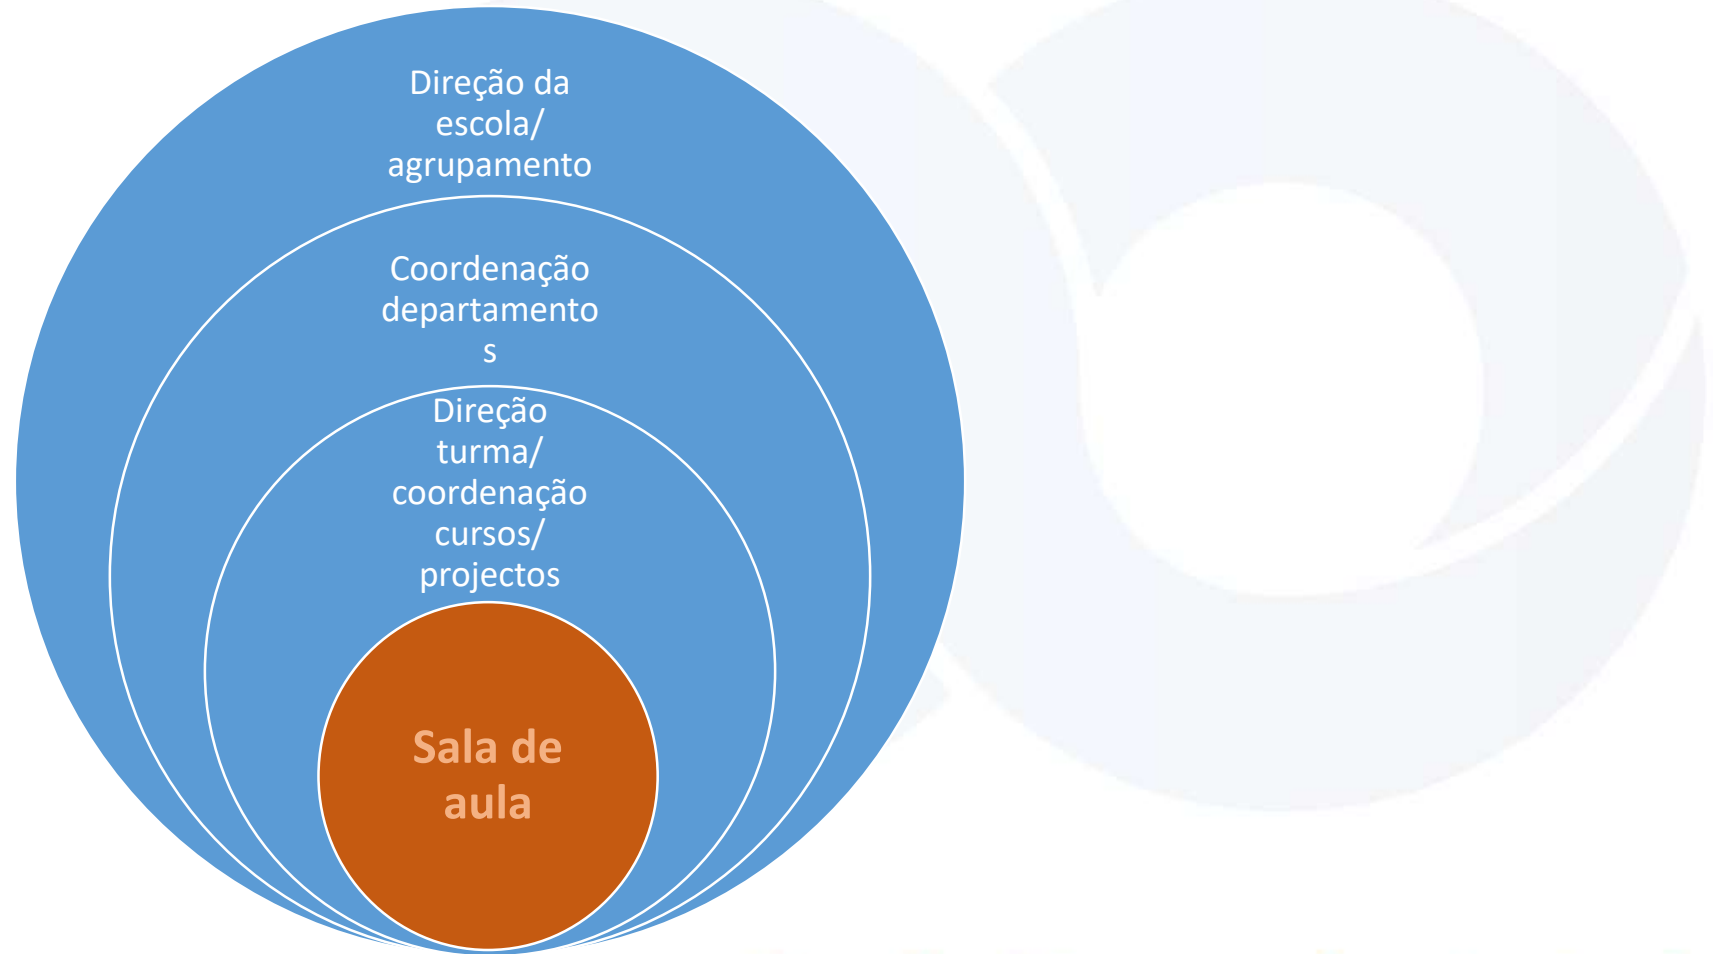 Direção da
escola/
agrupamento
Coordenação
departamento
s
Direção
turma/
coordenação
cursos/
projectos
Sala de
aula